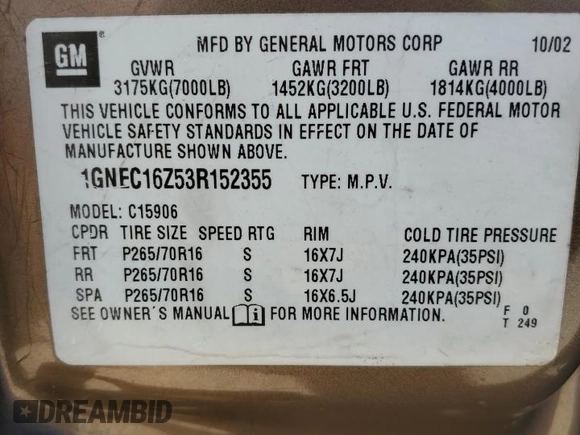 GM
MFD BY GENERAL MOTORS CORP 10/02
GVWR GAWR FRT GAWR RR
3175KG(7000LB) 1452KG(3200LB) 1814KG(4000LB)
THIS VEHICLE CONFORMS TO ALL APPLICABLE U.S. FEDERAL MOTOR
VEHICLE SAFETY STANDARDS IN EFFECT ON THE DATE OF
MANUFACTURE SHOWN ABOVE.
1GNEC16Z53R152355 TYPE: M.P.V.
MODEL: C15906
CPDR TIRE SIZE SPEED RTG RIM COLD TIRE PRESSURE
FRT P265/70R16 S 16X7J 240KPA(35PSI)
RR P265/70R16 S 16X7J 240KPA(35PSI)
SPA P265/70R16 S 16X6.5J 240KPA(35PSI)
SEE OWNER'S MANUAL FOR MORE INFORMATION. F 0
T 249
DREAMBID